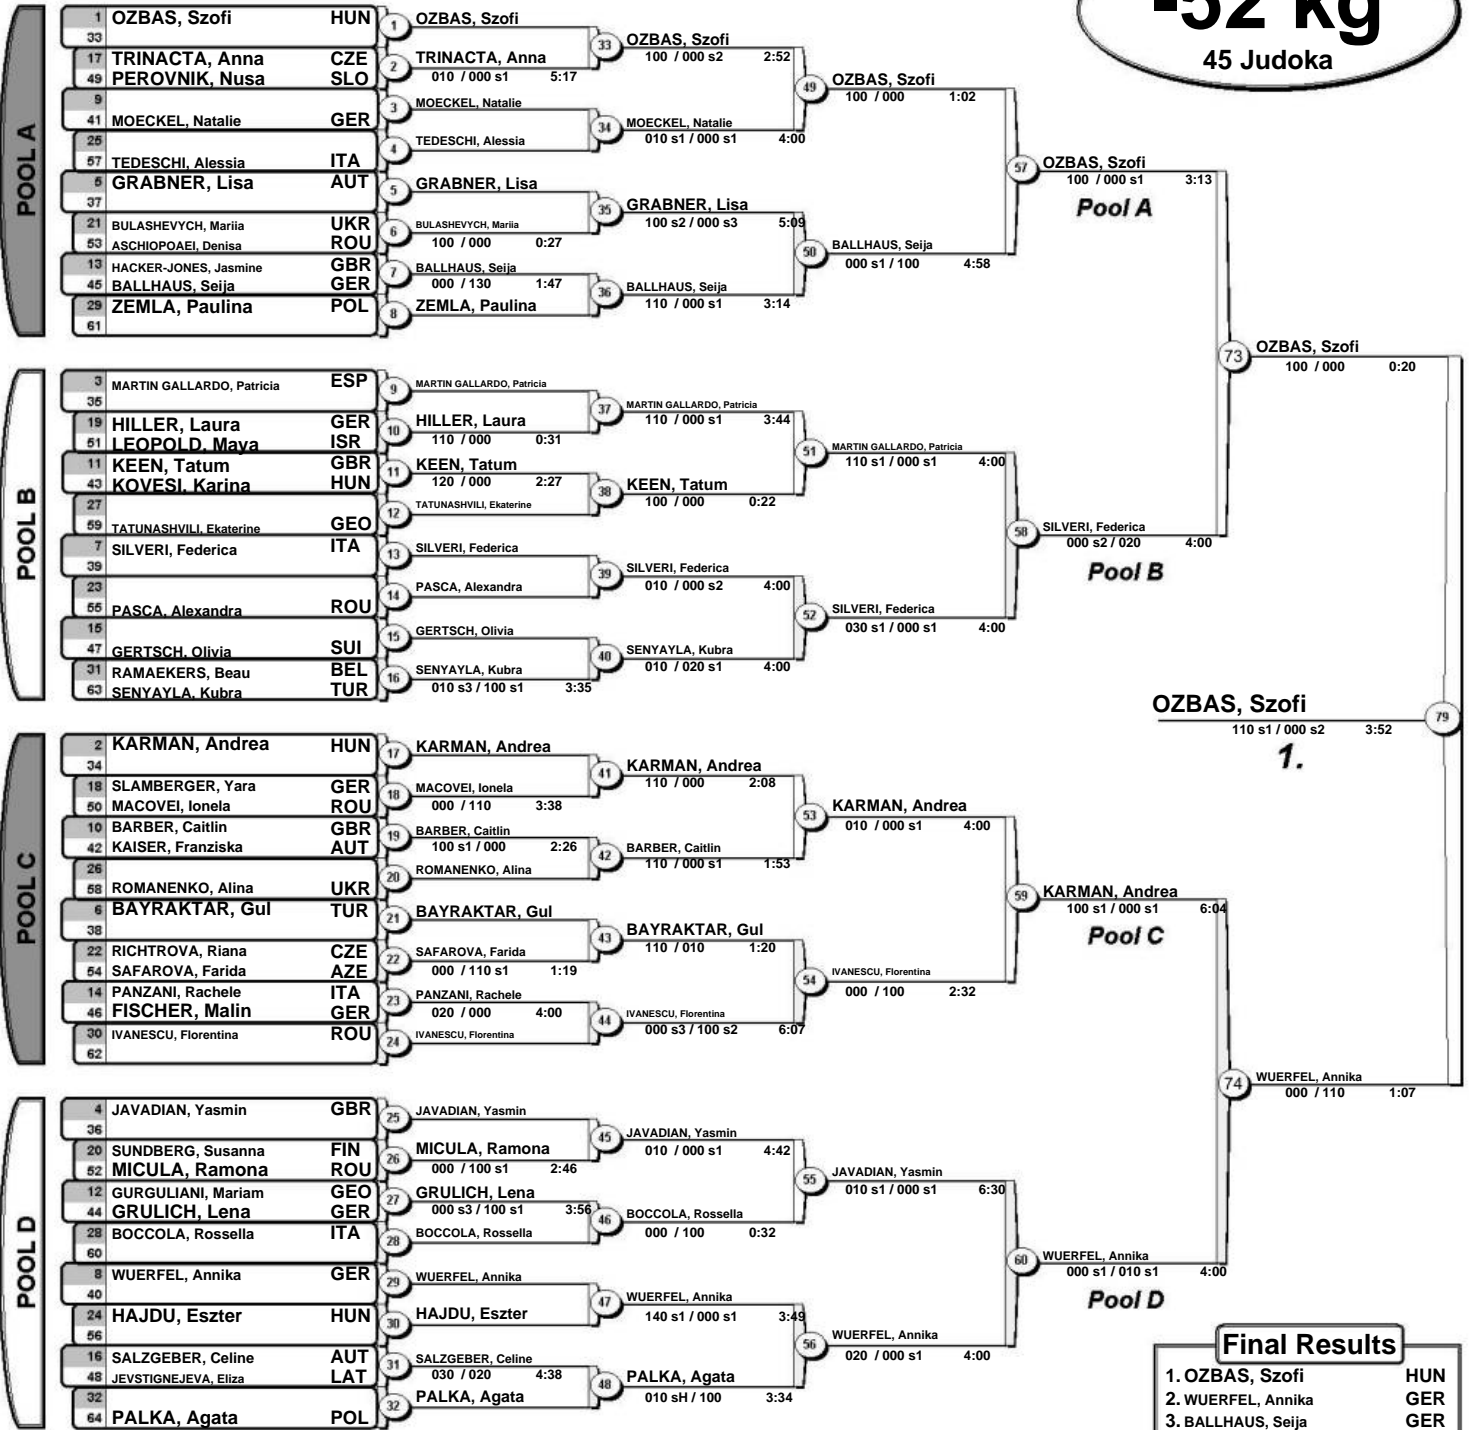 -52 kg
45 Judoka
POOL A
1 OZBAS, Szofi HUN
33
17 TRINACTA, Anna CZE
49 PEROVNIK, Nusa SLO
9
41 MOECKEL, Natalie GER
25
57 TEDESCHI, Alessia ITA
5 GRABNER, Lisa AUT
37
21 BULASHEVYCH, Mariia UKR
53 ASCHIOPOAEI, Denisa ROU
13 HACKER-JONES, Jasmine GBR
45 BALLHAUS, Seija GER
29 ZEMLA, Paulina POL
61
1 OZBAS, Szofi
2 TRINACTA, Anna
010 / 000 s1 5:17
3 MOECKEL, Natalie
4 TEDESCHI, Alessia
5 GRABNER, Lisa
6 BULASHEVYCH, Mariia
100 / 000 0:27
7 BALLHAUS, Seija
000 / 130 1:47
8 ZEMLA, Paulina
33 OZBAS, Szofi
100 / 000 s2 2:52
34 MOECKEL, Natalie
010 s1 / 000 s1 4:00
35 GRABNER, Lisa
100 s2 / 000 s3 5:09
36 BALLHAUS, Seija
110 / 000 s1 3:14
49 OZBAS, Szofi
100 / 000 1:02
50 BALLHAUS, Seija
000 s1 / 100 4:58
57 OZBAS, Szofi
100 / 000 s1 3:13
Pool A
POOL B
3 MARTIN GALLARDO, Patricia ESP
35
19 HILLER, Laura GER
51 LEOPOLD, Maya ISR
11 KEEN, Tatum GBR
43 KOVESI, Karina HUN
27
59 TATUNASHVILI, Ekaterine GEO
7 SILVERI, Federica ITA
39
23
55 PASCA, Alexandra ROU
15
47 GERTSCH, Olivia SUI
31 RAMAEKERS, Beau BEL
63 SENYAYLA, Kubra TUR
9 MARTIN GALLARDO, Patricia
10 HILLER, Laura
110 / 000 0:31
11 KEEN, Tatum
120 / 000 2:27
12 TATUNASHVILI, Ekaterine
13 SILVERI, Federica
14 PASCA, Alexandra
15 GERTSCH, Olivia
16 SENYAYLA, Kubra
010 s3 / 100 s1 3:35
37 MARTIN GALLARDO, Patricia
110 / 000 s1 3:44
38 KEEN, Tatum
100 / 000 0:22
39 SILVERI, Federica
010 / 000 s2 4:00
40 SENYAYLA, Kubra
010 / 020 s1 4:00
51 MARTIN GALLARDO, Patricia
110 s1 / 000 s1 4:00
52 SILVERI, Federica
030 s1 / 000 s1 4:00
58 SILVERI, Federica
000 s2 / 020 4:00
Pool B
73 OZBAS, Szofi
100 / 000 0:20
OZBAS, Szofi 79
110 s1 / 000 s2 3:52
1.
POOL C
2 KARMAN, Andrea HUN
34
18 SLAMBERGER, Yara GER
50 MACOVEI, Ionela ROU
10 BARBER, Caitlin GBR
42 KAISER, Franziska AUT
26
58 ROMANENKO, Alina UKR
6 BAYRAKTAR, Gul TUR
38
22 RICHTROVA, Riana CZE
54 SAFAROVA, Farida AZE
14 PANZANI, Rachele ITA
46 FISCHER, Malin GER
30 IVANESCU, Florentina ROU
62
17 KARMAN, Andrea
18 MACOVEI, Ionela
000 / 110 3:38
19 BARBER, Caitlin
100 s1 / 000 2:26
20 ROMANENKO, Alina
21 BAYRAKTAR, Gul
22 SAFAROVA, Farida
000 / 110 s1 1:19
23 PANZANI, Rachele
020 / 000 4:00
24 IVANESCU, Florentina
41 KARMAN, Andrea
110 / 000 2:08
42 BARBER, Caitlin
110 / 000 s1 1:53
43 BAYRAKTAR, Gul
110 / 010 1:20
44 IVANESCU, Florentina
000 s3 / 100 s2 6:07
53 KARMAN, Andrea
010 / 000 s1 4:00
54 IVANESCU, Florentina
000 / 100 2:32
59 KARMAN, Andrea
100 s1 / 000 s1 6:04
Pool C
POOL D
4 JAVADIAN, Yasmin GBR
36
20 SUNDBERG, Susanna FIN
52 MICULA, Ramona ROU
12 GURGULIANI, Mariam GEO
44 GRULICH, Lena GER
28 BOCCOLA, Rossella ITA
60
8 WUERFEL, Annika GER
40
24 HAJDU, Eszter HUN
56
16 SALZGEBER, Celine AUT
48 JEVSTIGNEJEVA, Eliza LAT
32
64 PALKA, Agata POL
25 JAVADIAN, Yasmin
26 MICULA, Ramona
000 / 100 s1 2:46
27 GRULICH, Lena
000 s3 / 100 s1 3:56
28 BOCCOLA, Rossella
29 WUERFEL, Annika
30 HAJDU, Eszter
31 SALZGEBER, Celine
030 / 020 4:38
32 PALKA, Agata
45 JAVADIAN, Yasmin
010 / 000 s1 4:42
46 BOCCOLA, Rossella
000 / 100 0:32
47 WUERFEL, Annika
140 s1 / 000 s1 3:49
48 PALKA, Agata
010 sH / 100 3:34
55 JAVADIAN, Yasmin
010 s1 / 000 s1 6:30
56 WUERFEL, Annika
020 / 000 s1 4:00
60 WUERFEL, Annika
000 s1 / 010 s1 4:00
Pool D
74 WUERFEL, Annika
000 / 110 1:07
Final Results
1. OZBAS, Szofi HUN
2. WUERFEL, Annika GER
3. BALLHAUS, Seija GER